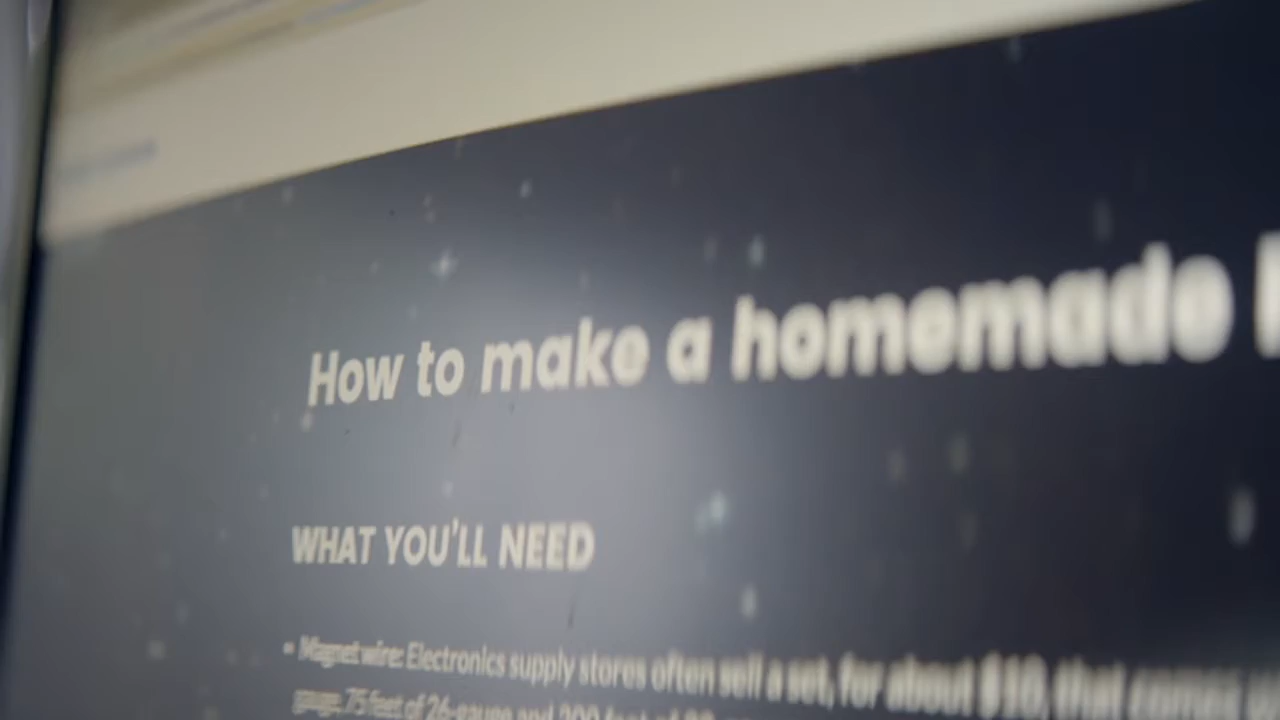 How to make a homemade
WHAT YOU'LL NEED
- Magnet wire: Electronics supply stores often sell a set, for about $10, that comes
gauge, 75 feet of 26-gauge and 200 feet of